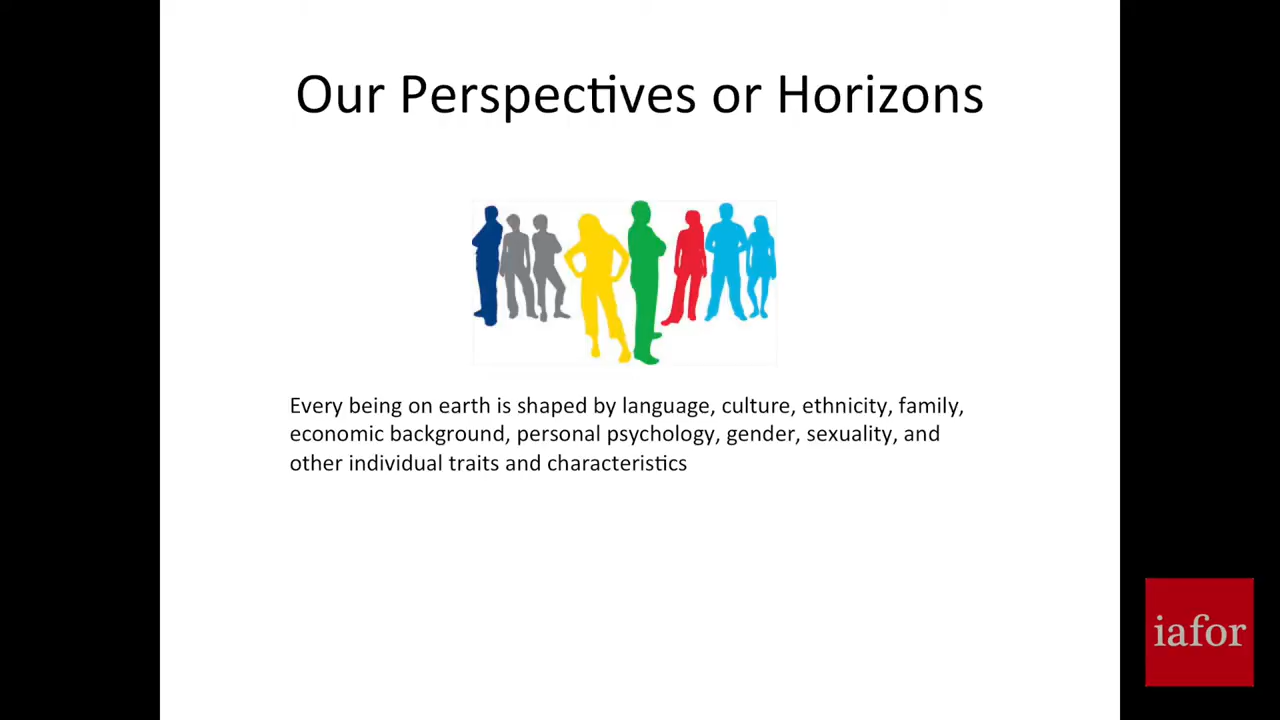 Our Perspectives or Horizons
Every being on earth is shaped by language, culture, ethnicity, family,
economic background, personal psychology, gender, sexuality, and
other individual traits and characteristics
iafor